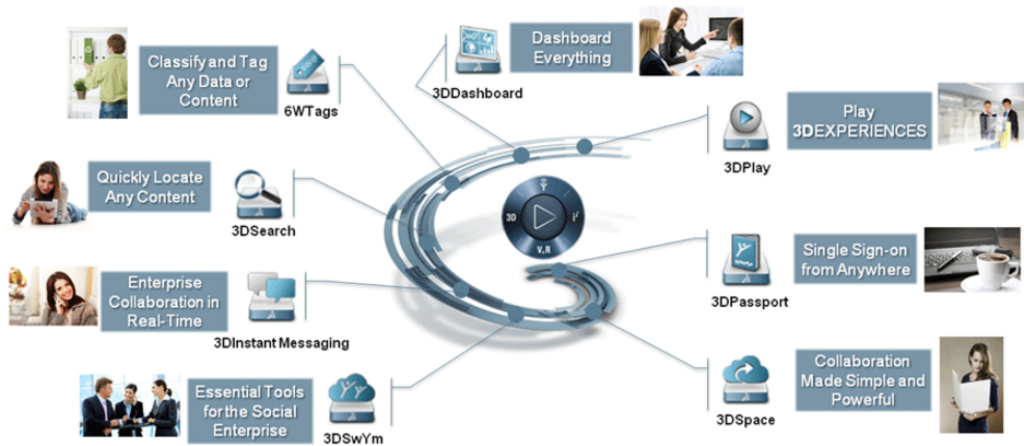 Classify and Tag
Any Data or
Content
6WTags
Dashboard
Everything
3DDashboard
Play
3DEXPERIENCES
3DPlay
Quickly Locate
Any Content
3DSearch
3D
V,R
Single Sign-on
from Anywhere
3DPassport
Enterprise
Collaboration in
Real-Time
3DInstant Messaging
Essential Tools
for the Social
Enterprise
3DSwYm
Collaboration
Made Simple and
Powerful
3DSpace